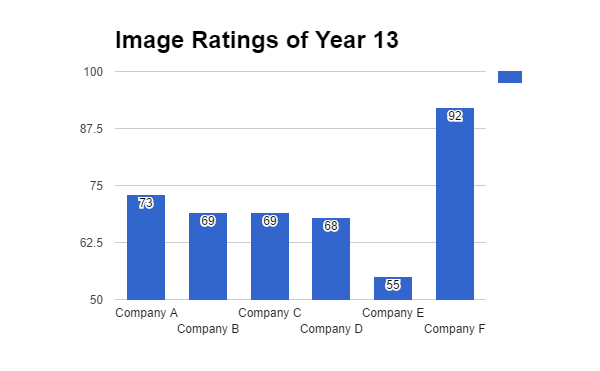 Image Ratings of Year 13
100
87.5
75
62.5
50
73
69
69
68
55
92
Company A
Company B
Company C
Company D
Company E
Company F